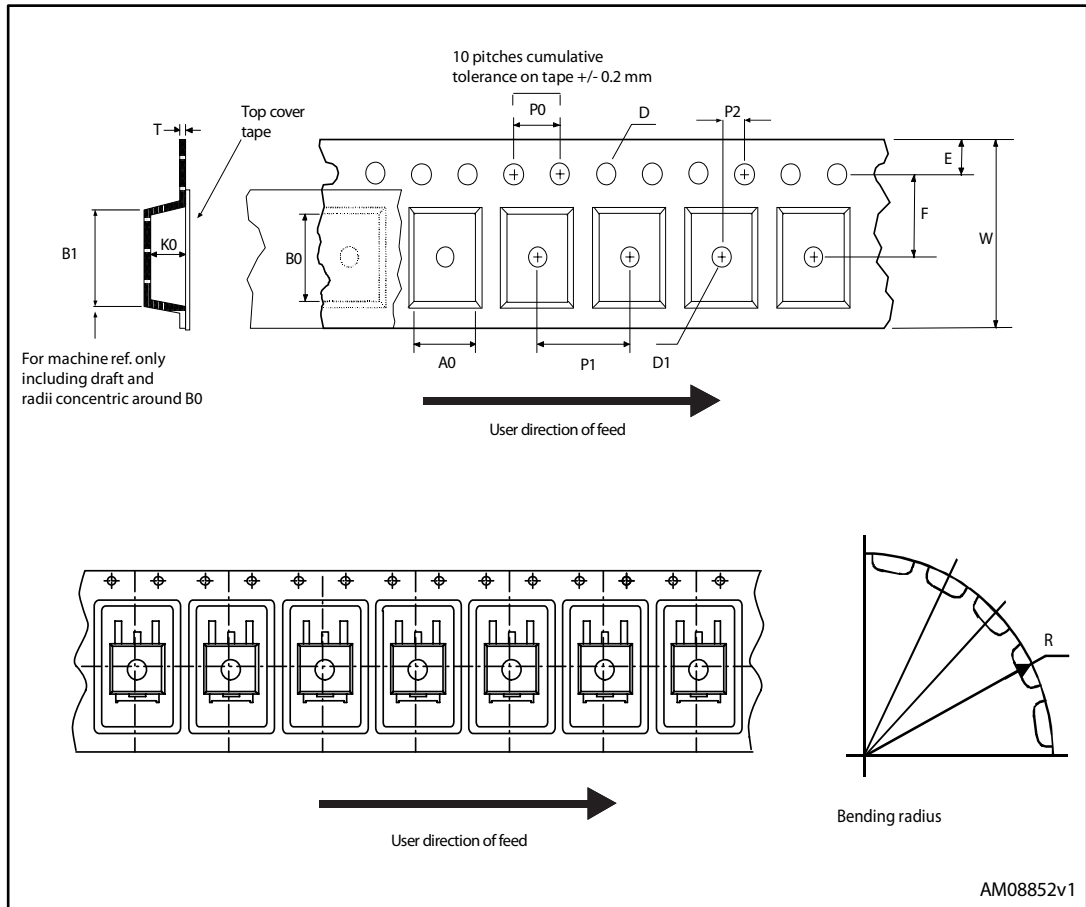 10 pitches cumulative
tolerance on tape +/- 0.2 mm
Top cover
tape
T
P0
D
P2
E
F
W
B1
K0
B0
For machine ref. only
including draft and
radii concentric around B0
A0
P1
D1
User direction of feed
R
Bending radius
User direction of feed
AM08852v1